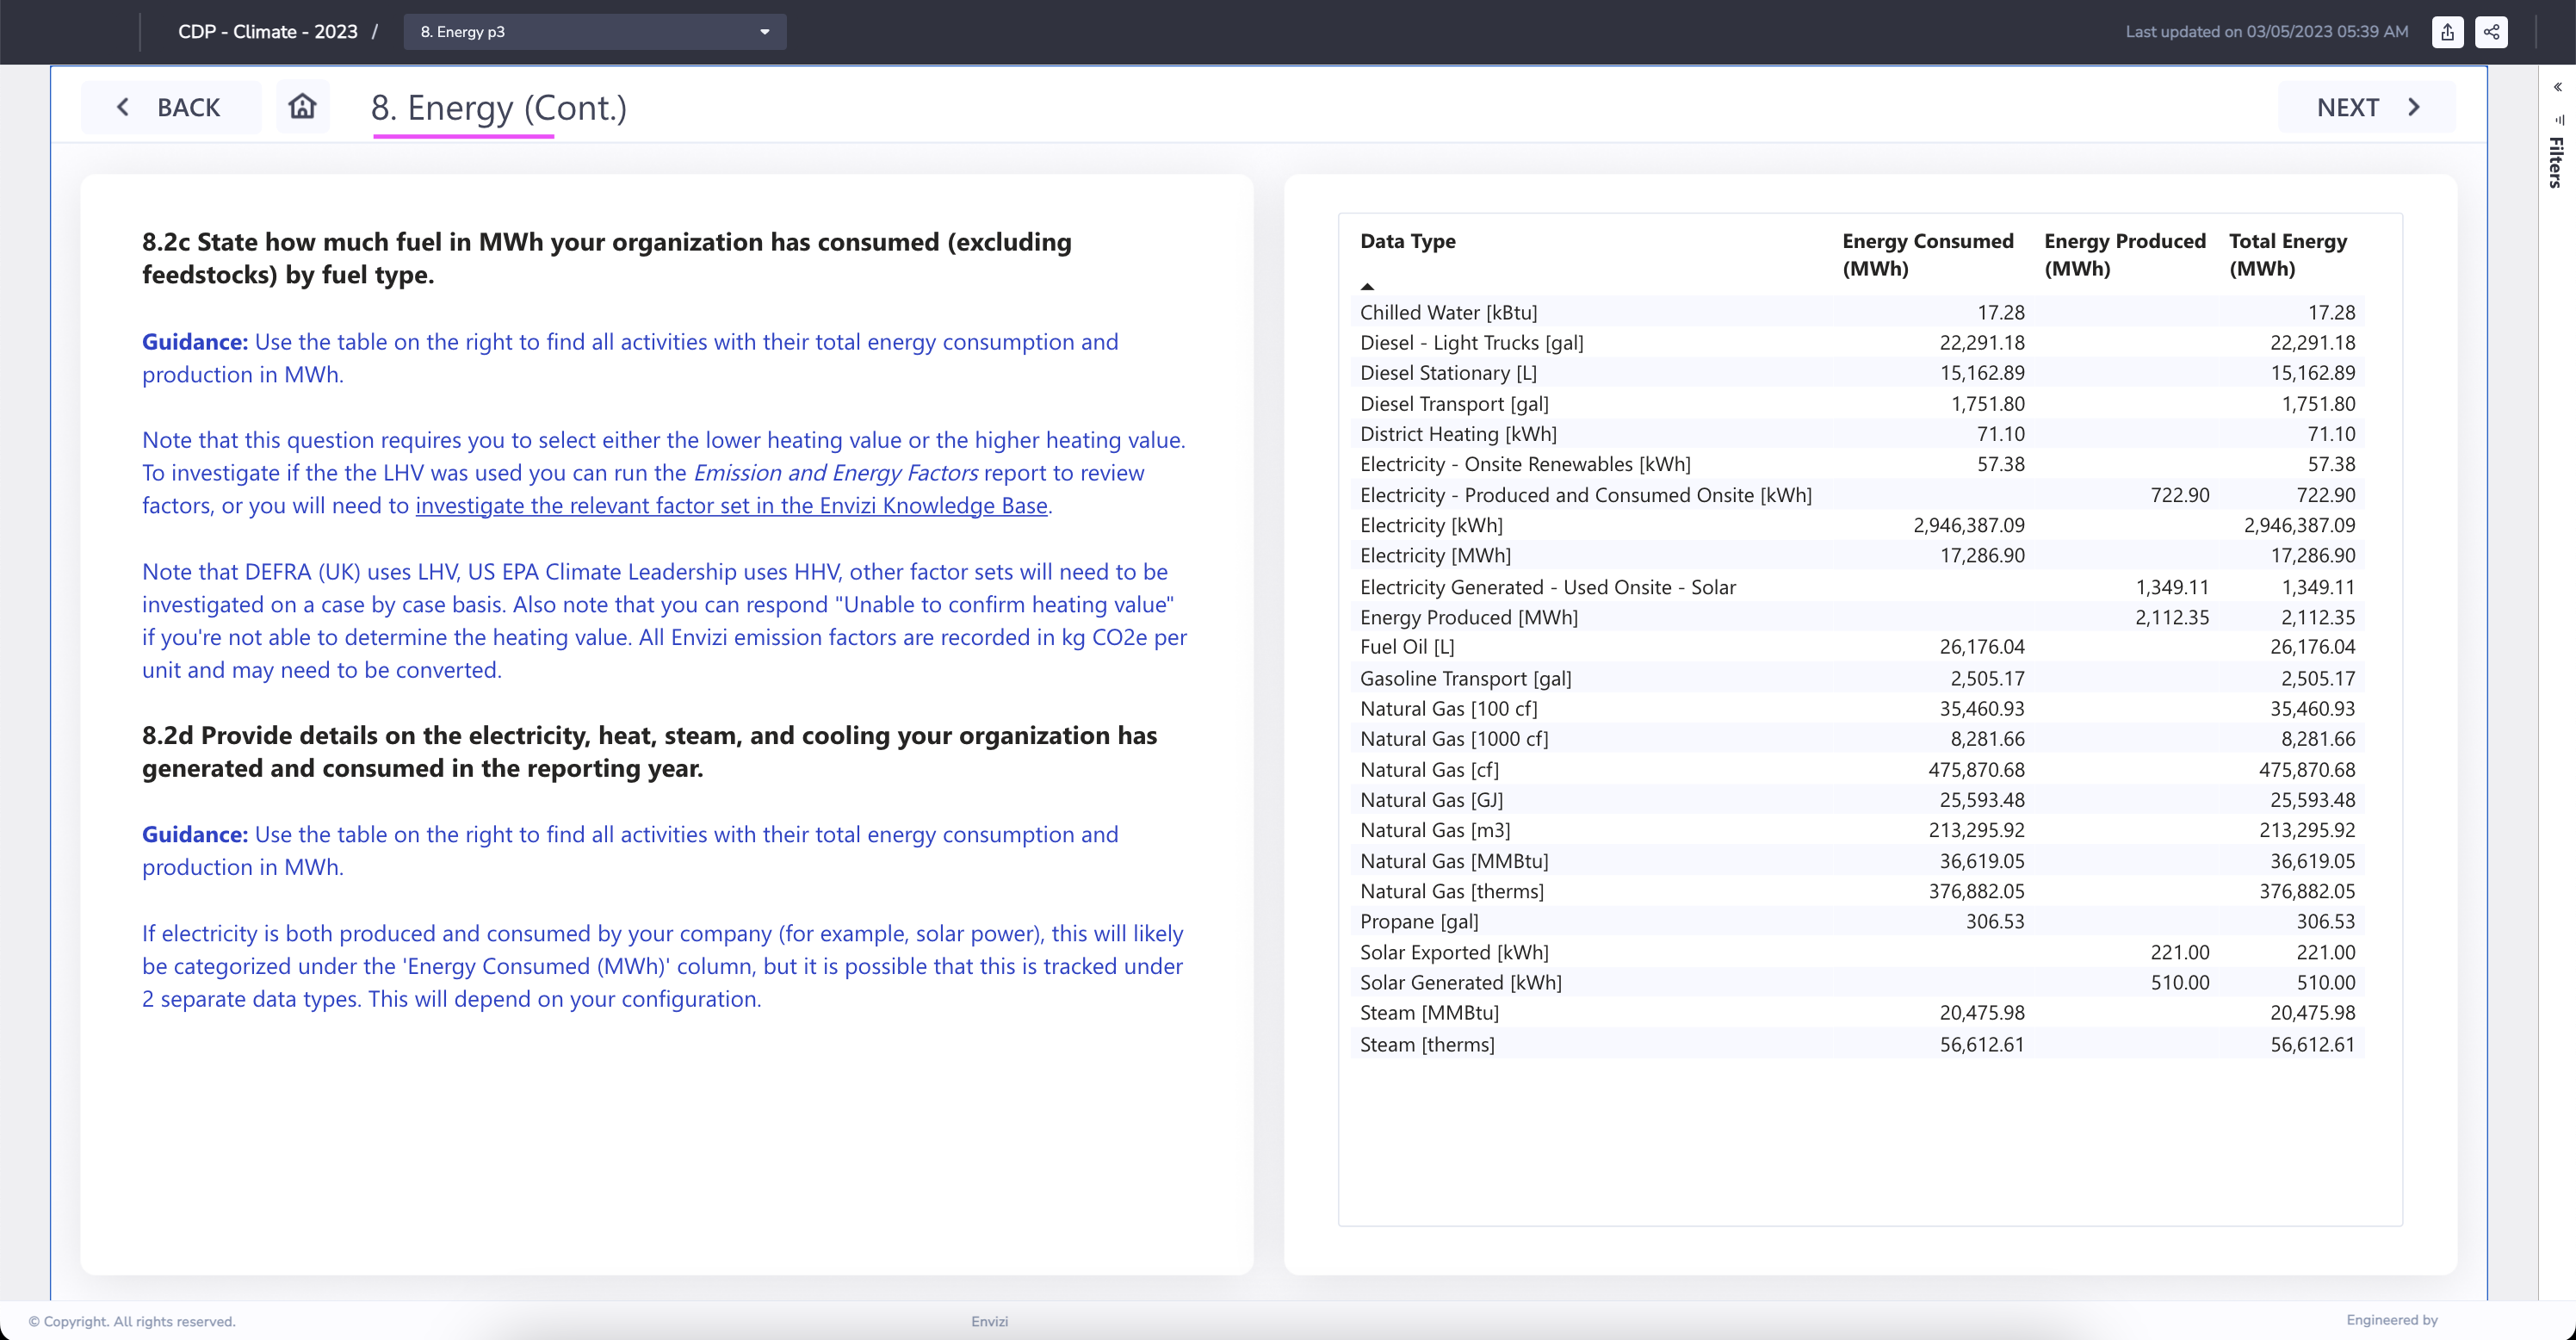 CDP - Climate - 2023 / 8. Energy p3
Last updated on 03/05/2023 05:39 AM
BACK
8. Energy (Cont.)
NEXT
Filters
8.2c State how much fuel in MWh your organization has consumed (excluding
feedstocks) by fuel type.
Guidance: Use the table on the right to find all activities with their total energy consumption and
production in MWh.
Note that this question requires you to select either the lower heating value or the higher heating value.
To investigate if the the LHV was used you can run the Emission and Energy Factors report to review
factors, or you will need to investigate the relevant factor set in the Envizi Knowledge Base.
Note that DEFRA (UK) uses LHV, US EPA Climate Leadership uses HHV, other factor sets will need to be
investigated on a case by case basis. Also note that you can respond "Unable to confirm heating value"
if you're not able to determine the heating value. All Envizi emission factors are recorded in kg CO2e per
unit and may need to be converted.
8.2d Provide details on the electricity, heat, steam, and cooling your organization has
generated and consumed in the reporting year.
Guidance: Use the table on the right to find all activities with their total energy consumption and
production in MWh.
If electricity is both produced and consumed by your company (for example, solar power), this will likely
be categorized under the 'Energy Consumed (MWh)' column, but it is possible that this is tracked under
2 separate data types. This will depend on your configuration.
Data Type Energy Consumed Energy Produced Total Energy
(MWh) (MWh) (MWh)
Chilled Water [kBtu] 17.28 17.28
Diesel - Light Trucks [gal] 22,291.18 22,291.18
Diesel Stationary [L] 15,162.89 15,162.89
Diesel Transport [gal] 1,751.80 1,751.80
District Heating [kWh] 71.10 71.10
Electricity - Onsite Renewables [kWh] 57.38 57.38
Electricity - Produced and Consumed Onsite [kWh] 722.90 722.90
Electricity [kWh] 2,946,387.09 2,946,387.09
Electricity [MWh] 17,286.90 17,286.90
Electricity Generated - Used Onsite - Solar 1,349.11 1,349.11
Energy Produced [MWh] 2,112.35 2,112.35
Fuel Oil [L] 26,176.04 26,176.04
Gasoline Transport [gal] 2,505.17 2,505.17
Natural Gas [100 cf] 35,460.93 35,460.93
Natural Gas [1000 cf] 8,281.66 8,281.66
Natural Gas [cf] 475,870.68 475,870.68
Natural Gas [GJ] 25,593.48 25,593.48
Natural Gas [m3] 213,295.92 213,295.92
Natural Gas [MMBtu] 36,619.05 36,619.05
Natural Gas [therms] 376,882.05 376,882.05
Propane [gal] 306.53 306.53
Solar Exported [kWh] 221.00 221.00
Solar Generated [kWh] 510.00 510.00
Steam [MMBtu] 20,475.98 20,475.98
Steam [therms] 56,612.61 56,612.61
© Copyright. All rights reserved.
Envizi
Engineered by